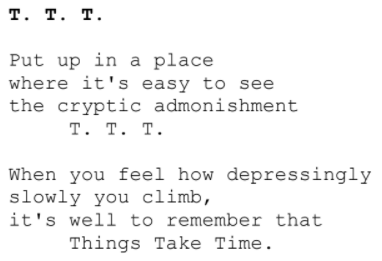 T. T. T.
Put up in a place
where it's easy to see
the cryptic admonishment
T. T. T.
When you feel how depressingly
slowly you climb,
it's well to remember that
Things Take Time.